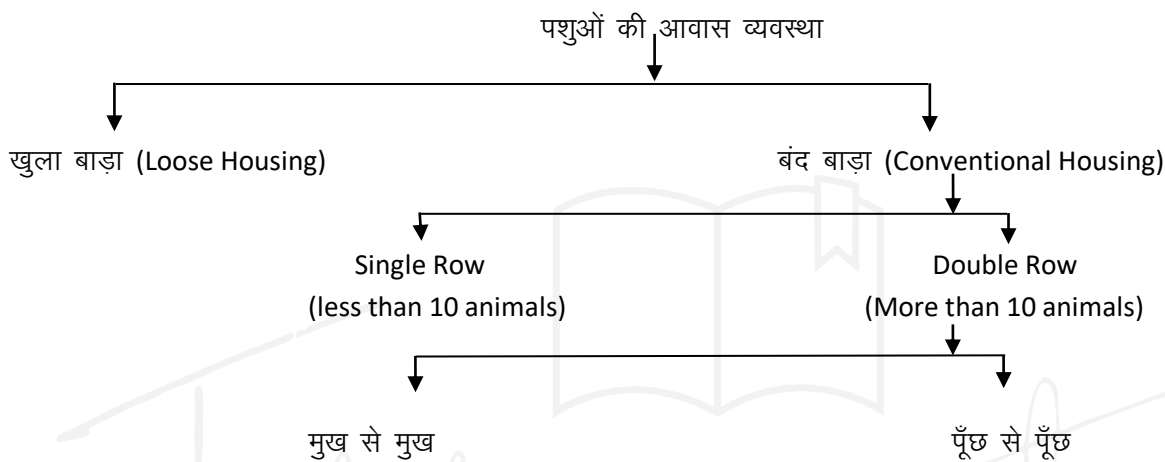 पशुओं की आवास व्यवस्था
खुला बाड़ा (Loose Housing)
बंद बाड़ा (Conventional Housing)
Single Row
(less than 10 animals)
Double Row
(More than 10 animals)
मुख से मुख
पूँछ से पूँछ